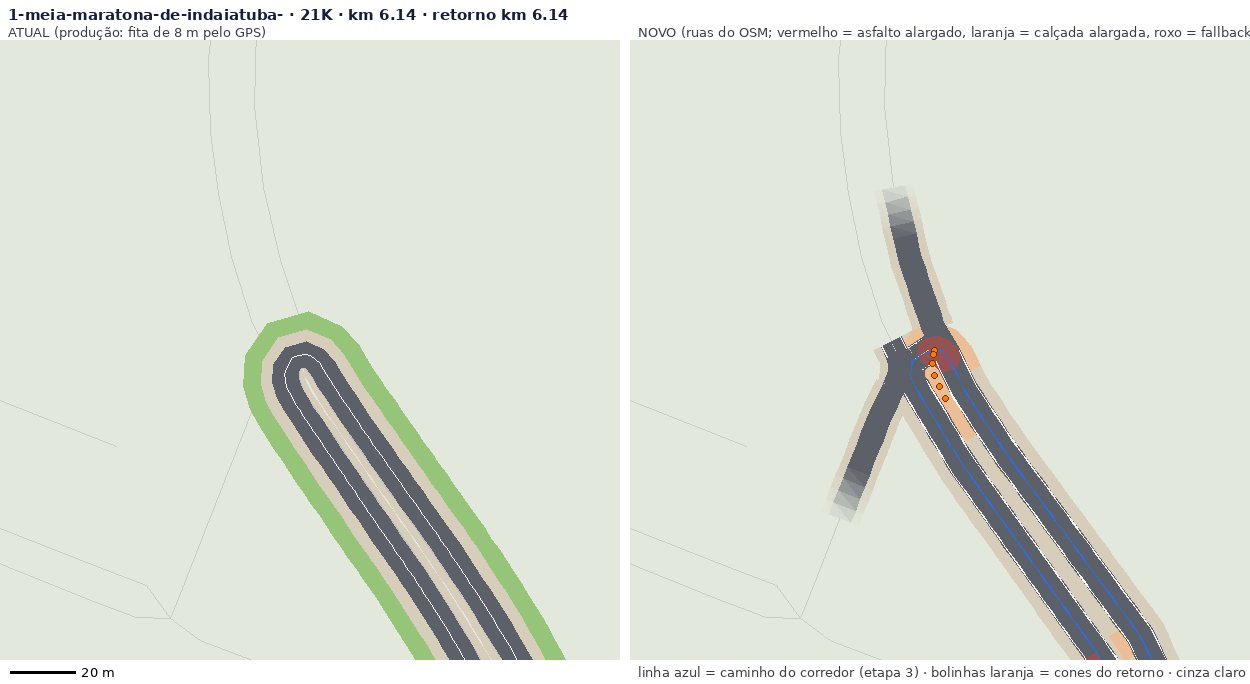 1-meia-maratona-de-indaiatuba- · 21K · km 6.14 · retorno km 6.14
ATUAL (produção: fita de 8 m pelo GPS)
NOVO (ruas do OSM; vermelho = asfalto alargado, laranja = calçada alargada, roxo = fallback
20 m
linha azul = caminho do corredor (etapa 3) · bolinhas laranja = cones do retorno · cinza claro